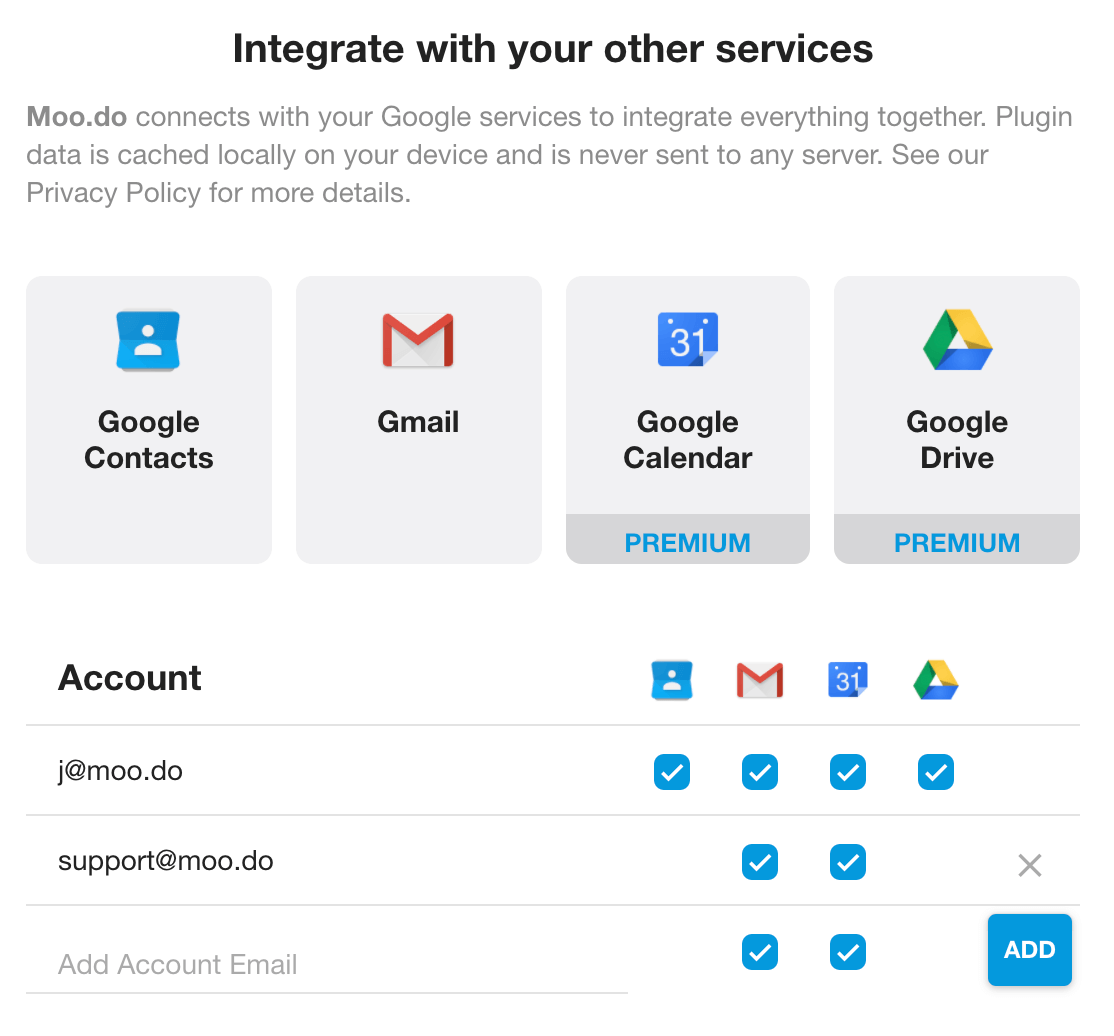 Integrate with your other services
Moo.do connects with your Google services to integrate everything together. Plugin
data is cached locally on your device and is never sent to any server. See our
Privacy Policy for more details.
31
Google
Contacts
Gmail
Google
Calendar
Google
Drive
PREMIUM
PREMIUM
Account
31
j@moo.do
support@moo.do
Add Account Email
ADD